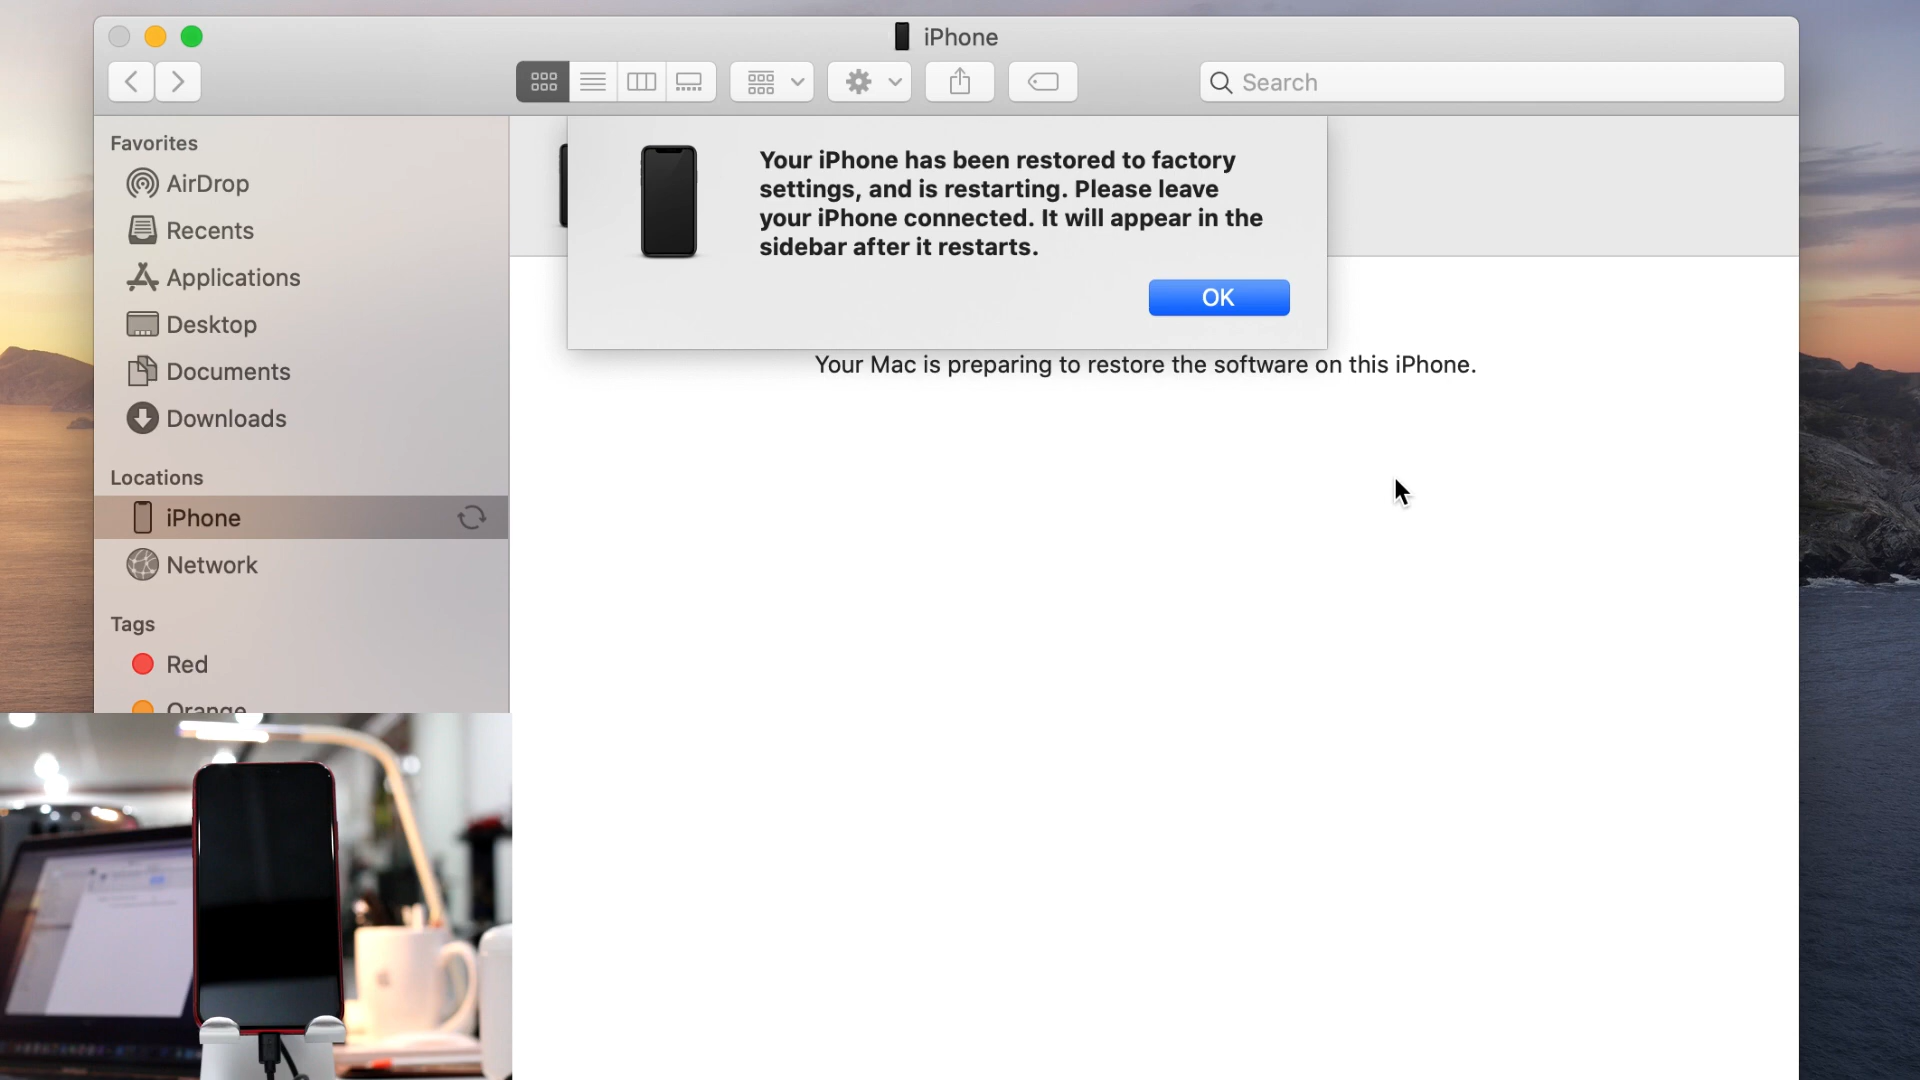 iPhone
Search
Favorites
AirDrop
Recents
Applications
Desktop
Documents
Downloads
Locations
iPhone
Network
Tags
Red
Orange
Your iPhone has been restored to factory
settings, and is restarting. Please leave
your iPhone connected. It will appear in the
sidebar after it restarts.
OK
Your Mac is preparing to restore the software on this iPhone.